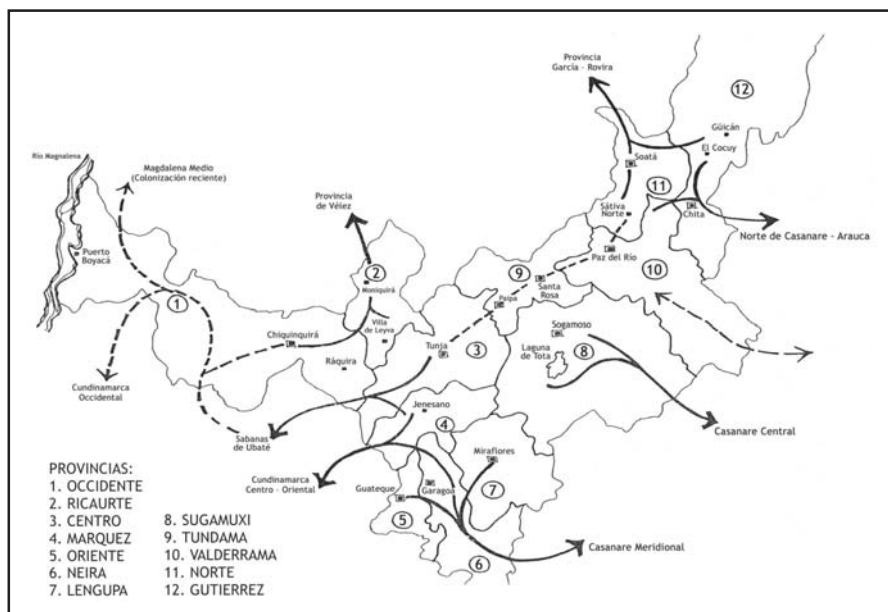 Provincia
García - Rovira
12
Güicán
El Cocuy
Río Magnalena
Magdalena Medio
(Colonización reciente)
Soatá
11
Provincia
de Vélez
Sátiva
Norte
Chita
Norte de Casanare - Arauca
Puerto
Boyacá
2
Moniquirá
9
Paz del Río
10
Santa
Rosa
Paipa
1
Villa
de Leyva
Chiquinquirá
Sogamoso
Tunja
3
Laguna
de Tota
8
Ráquira
Cundinamarca
Occidental
Jenesano
4
Sabanas
de Ubaté
Casanare Central
Miraflores
Cundinamarca
Centro - Oriental
Guateque
Garagoa
7
5
Casanare Meridional
6
PROVINCIAS:
1. OCCIDENTE
2. RICAURTE
3. CENTRO
4. MARQUEZ
5. ORIENTE
6. NEIRA
7. LENGUPA
8. SUGAMUXI
9. TUNDAMA
10. VALDERRAMA
11. NORTE
12. GUTIERREZ